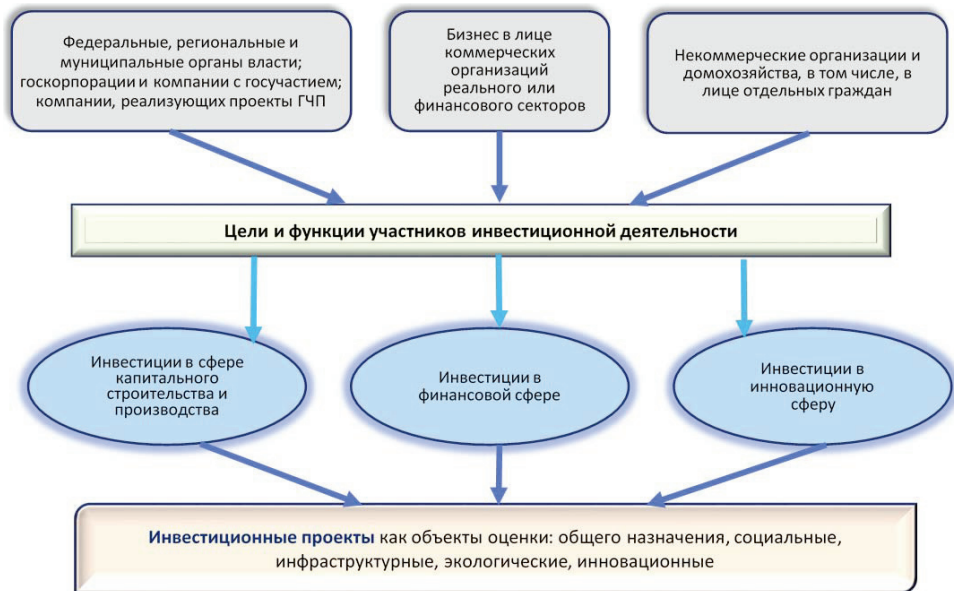 Федеральные, региональные и
муниципальные органы власти;
госкорпорации и компании с госучастием;
компании, реализующих проекты ГЧП
Бизнес в лице
коммерческих
организаций
реального или
финансового секторов
Некоммерческие организации и
домохозяйства, в том числе, в
лице отдельных граждан
Цели и функции участников инвестиционной деятельности
Инвестиции в сфере
капитального
строительства и
производства
Инвестиции в
финансовой сфере
Инвестиции в
инновационную
сферу
Инвестиционные проекты как объекты оценки: общего назначения, социальные,
инфраструктурные, экологические, инновационные